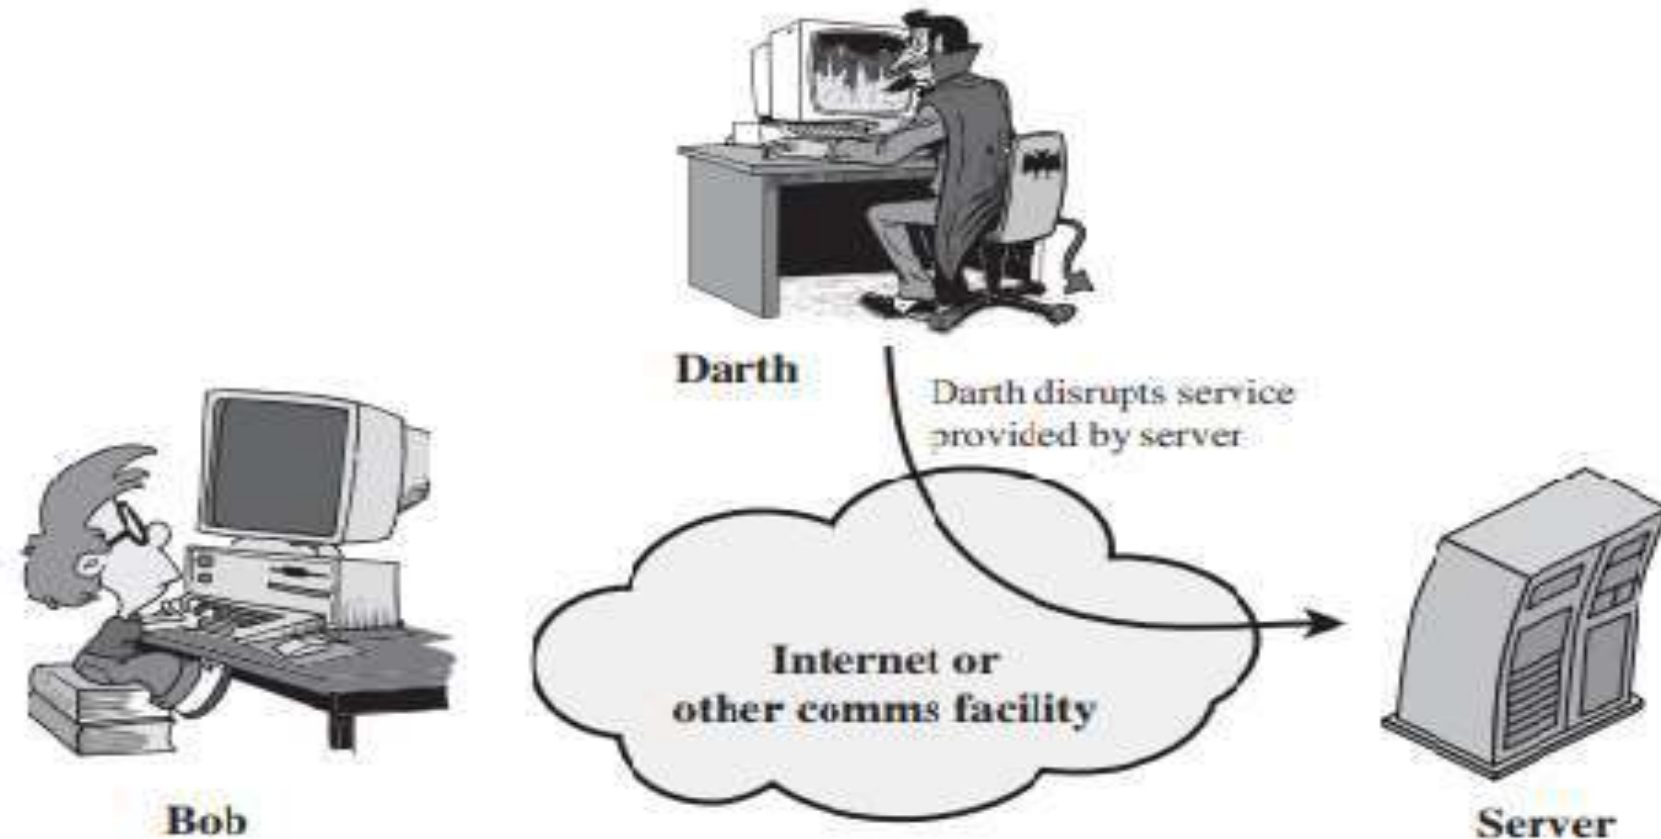 Darth
Darth disrupts service
provided by server
Internet or
other comms facility
Bob
Server